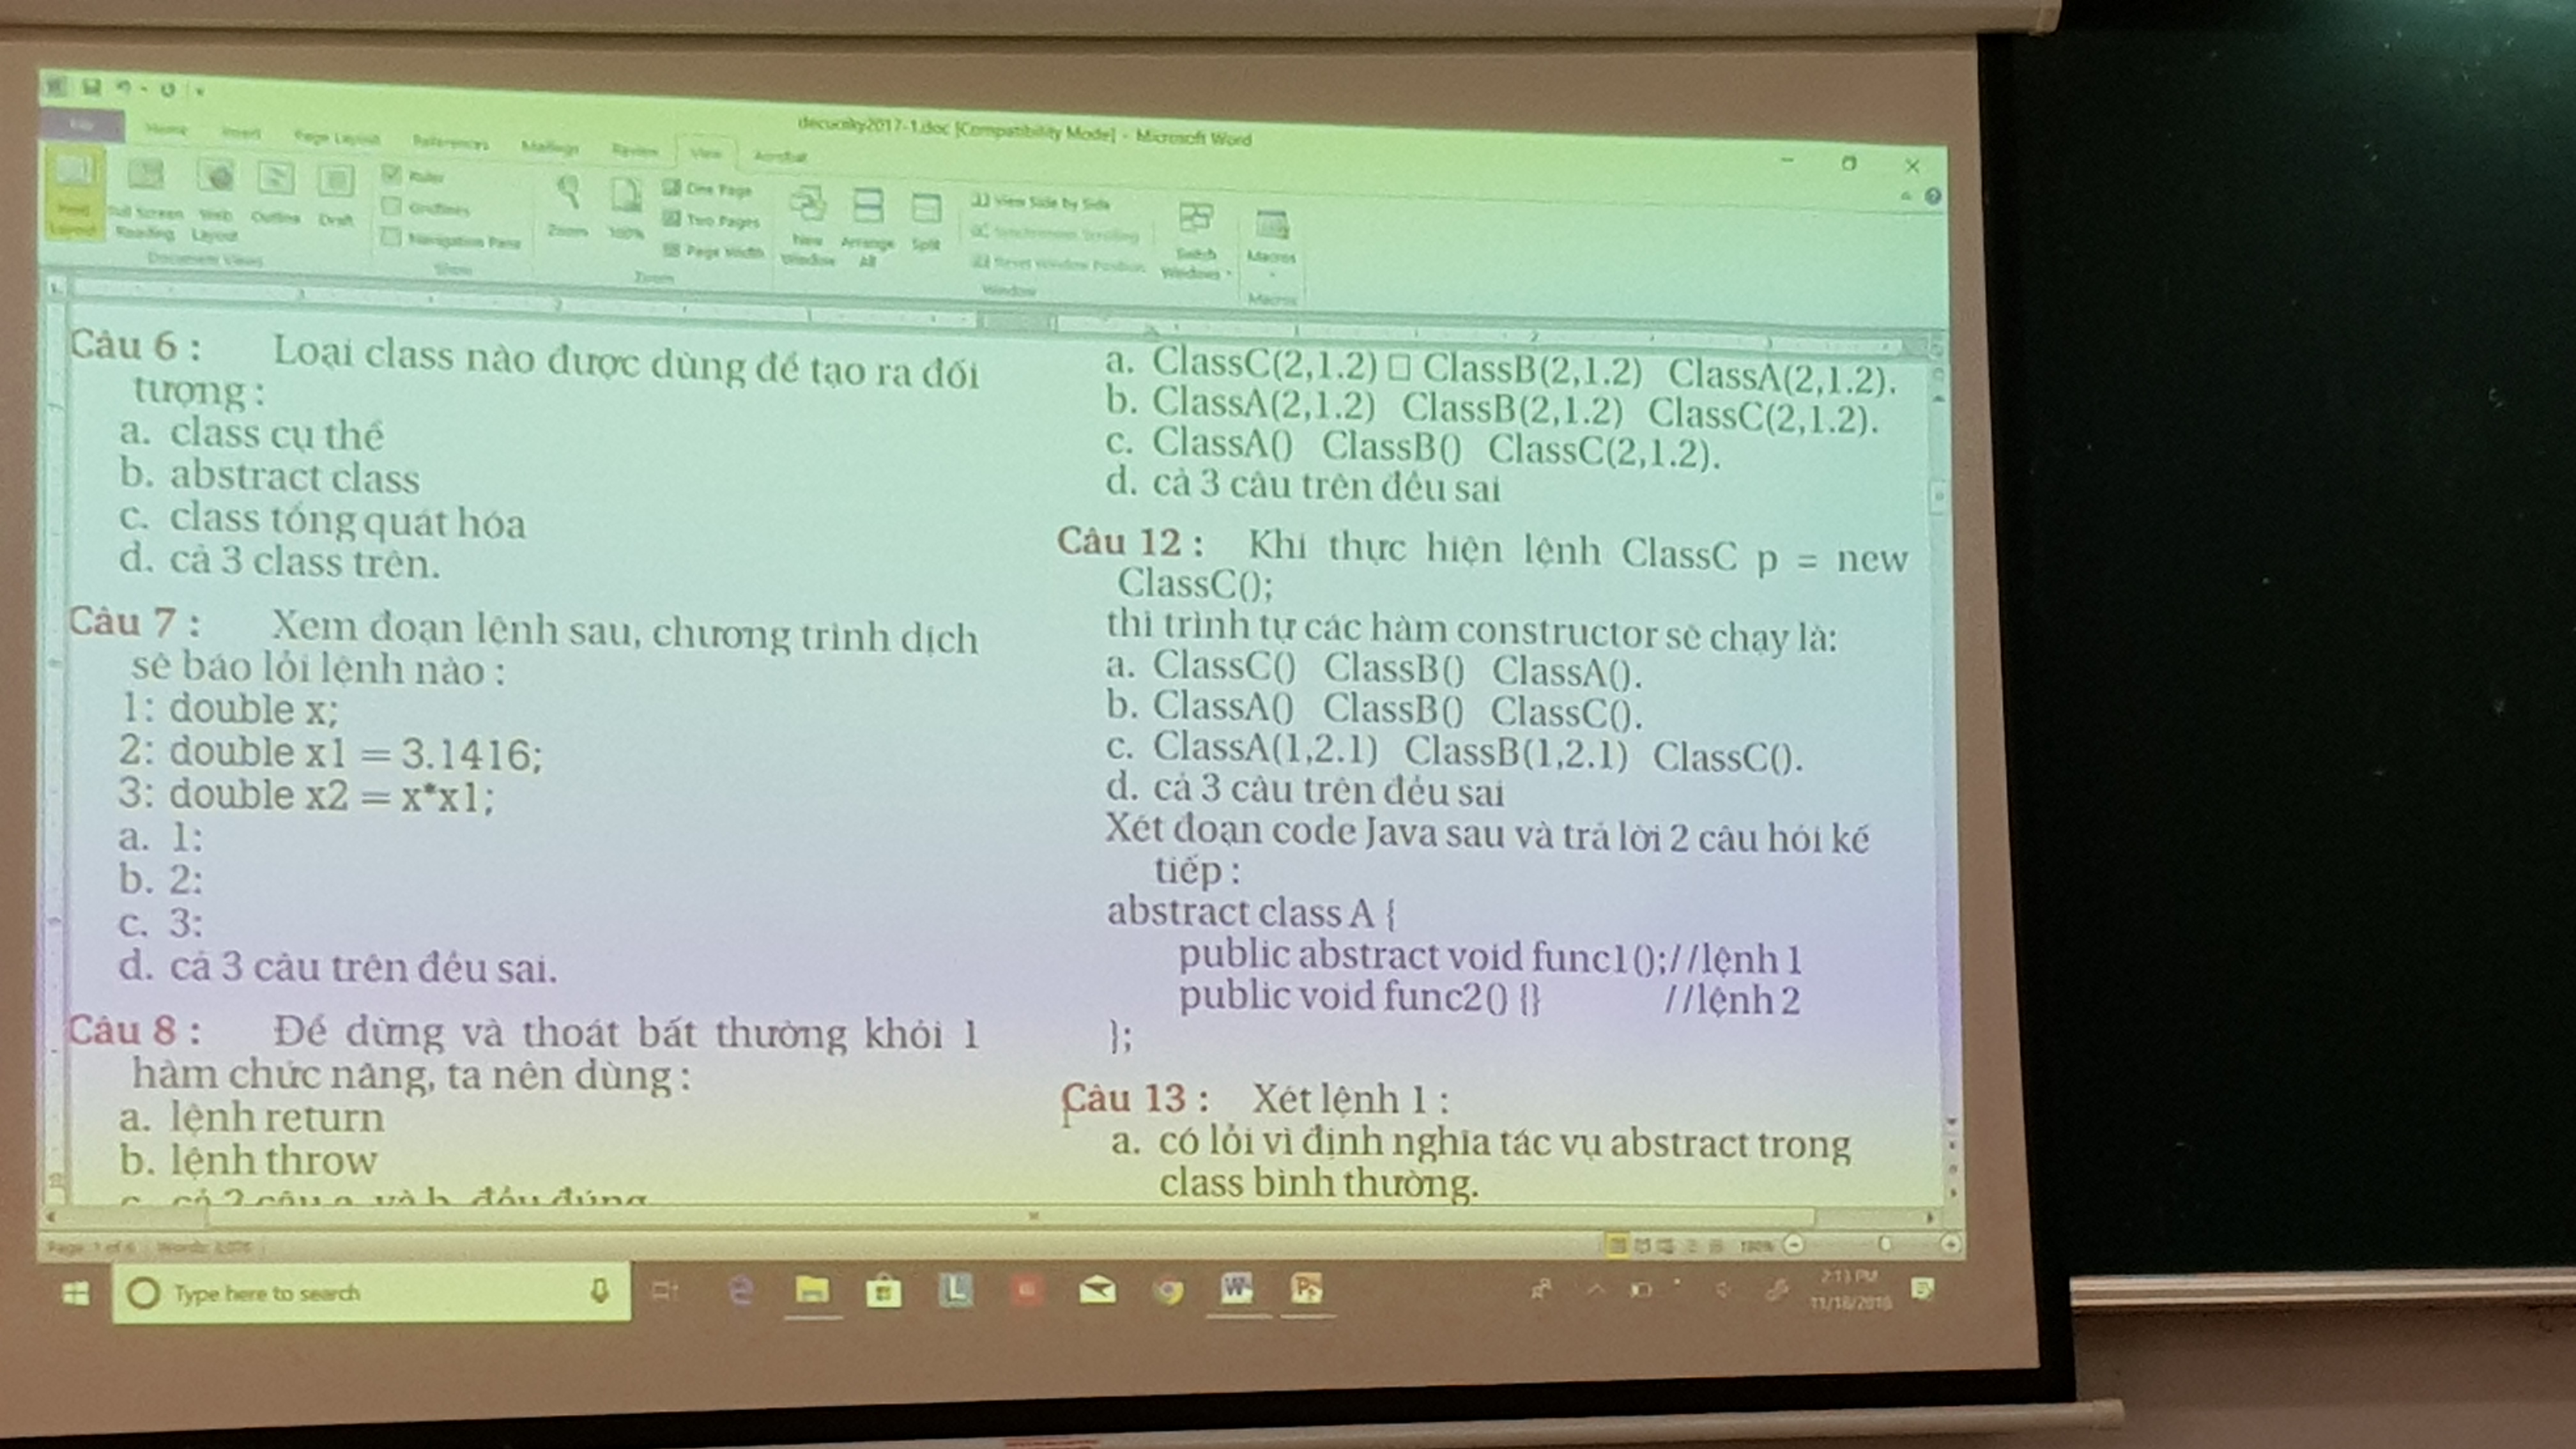 decuoiky2017-1.doc [Compatibility Mode] - Microsoft Word
File Home Insert Page Layout References Mailings Review View Acrobat
Print Layout
Full Screen Reading
Web Layout
Outline
Draft
Document Views
Ruler
Gridlines
Navigation Pane
Show
Zoom
100%
One Page
Two Pages
Page Width
Zoom
New Window
Arrange All
Split
View Side by Side
Synchronous Scrolling
Reset Window Position
Window
Switch Windows
Macros
Macros
Câu 6 : Loại class nào được dùng để tạo ra đối
tượng :
a. class cụ thể
b. abstract class
c. class tổng quát hóa
d. cả 3 class trên.
Câu 7 : Xem đoạn lệnh sau, chương trình dịch
sẽ báo lỗi lệnh nào :
1: double x;
2: double x1 = 3.1416;
3: double x2 = x*x1;
a. 1:
b. 2:
c. 3:
d. cả 3 câu trên đều sai.
Câu 8 : Để dừng và thoát bất thường khỏi 1
hàm chức năng, ta nên dùng :
a. lệnh return
b. lệnh throw
c. cả 2 câu a. và b. đều đúng
a. ClassC(2,1.2) □ ClassB(2,1.2) ClassA(2,1.2).
b. ClassA(2,1.2) ClassB(2,1.2) ClassC(2,1.2).
c. ClassA() ClassB() ClassC(2,1.2).
d. cả 3 câu trên đều sai
Câu 12 : Khi thực hiện lệnh ClassC p = new
ClassC();
thì trình tự các hàm constructor sẽ chạy là:
a. ClassC() ClassB() ClassA().
b. ClassA() ClassB() ClassC().
c. ClassA(1,2.1) ClassB(1,2.1) ClassC().
d. cả 3 câu trên đều sai
Xét đoạn code Java sau và trả lời 2 câu hỏi kế
tiếp :
abstract class A {
public abstract void func1();//lệnh 1
public void func2() {} //lệnh 2
};
Câu 13 : Xét lệnh 1 :
a. có lỗi vì định nghĩa tác vụ abstract trong
class bình thường.
Page: 1 of 6 Words:
100%
Type here to search
2:13 PM
11/18/2018